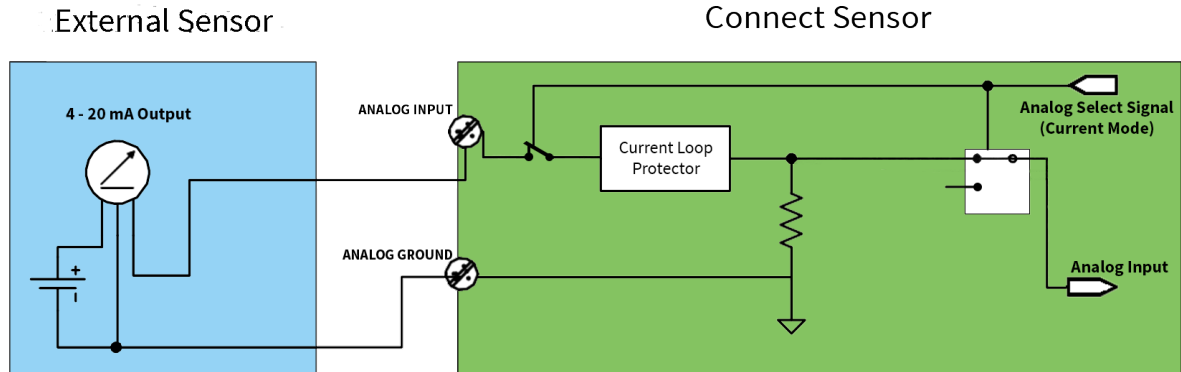 External Sensor
Connect Sensor
4 - 20 mA Output
+
-
ANALOG INPUT
ANALOG GROUND
Current Loop
Protector
Analog Select Signal
(Current Mode)
Analog Input